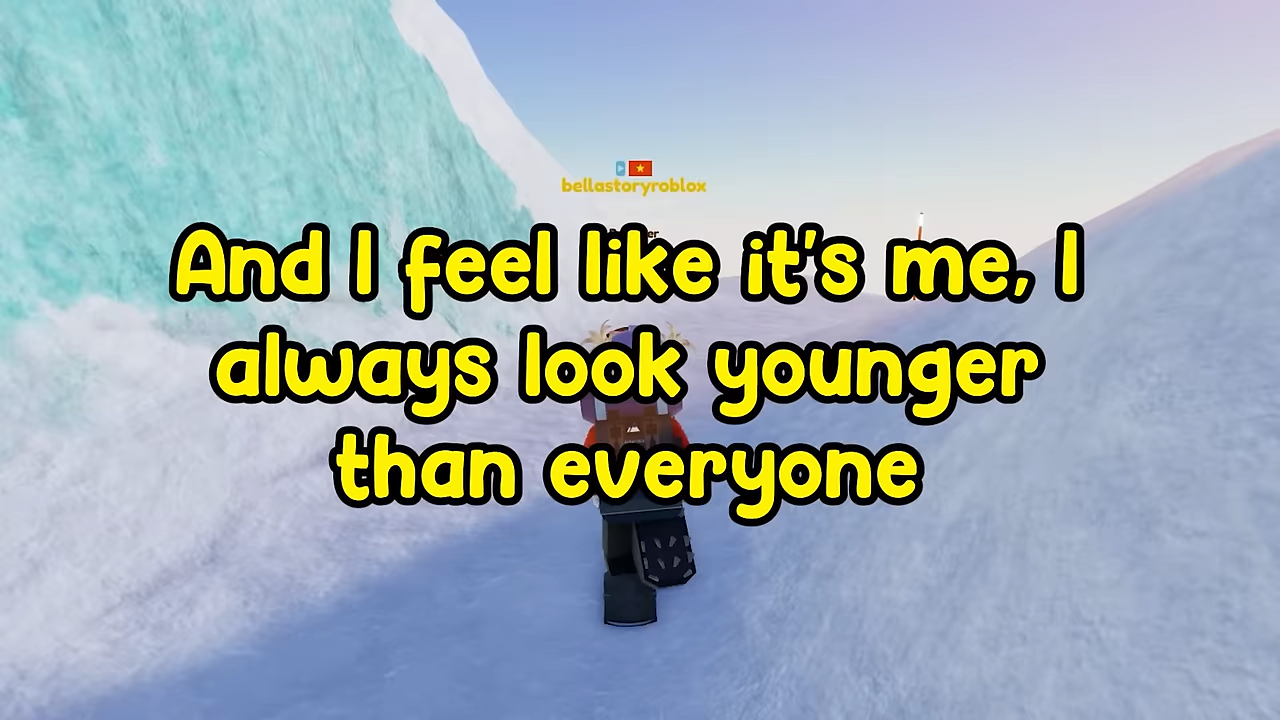 bellastoryroblox
And I feel like it's me, I
always look younger
than everyone